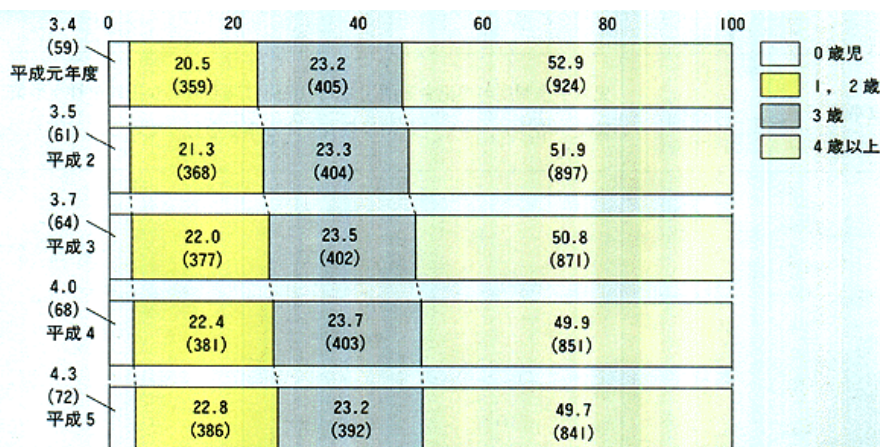 0 20 40 60 80 100
3.4
(59)
平成元年度
20.5 23.2 52.9
(359) (405) (924)
3.5
(61)
平成2
21.3 23.3 51.9
(368) (404) (897)
3.7
(64)
平成3
22.0 23.5 50.8
(377) (402) (871)
4.0
(68)
平成4
22.4 23.7 49.9
(381) (403) (851)
4.3
(72)
平成5
22.8 23.2 49.7
(386) (392) (841)
0歳児
1,2歳
3歳
4歳以上